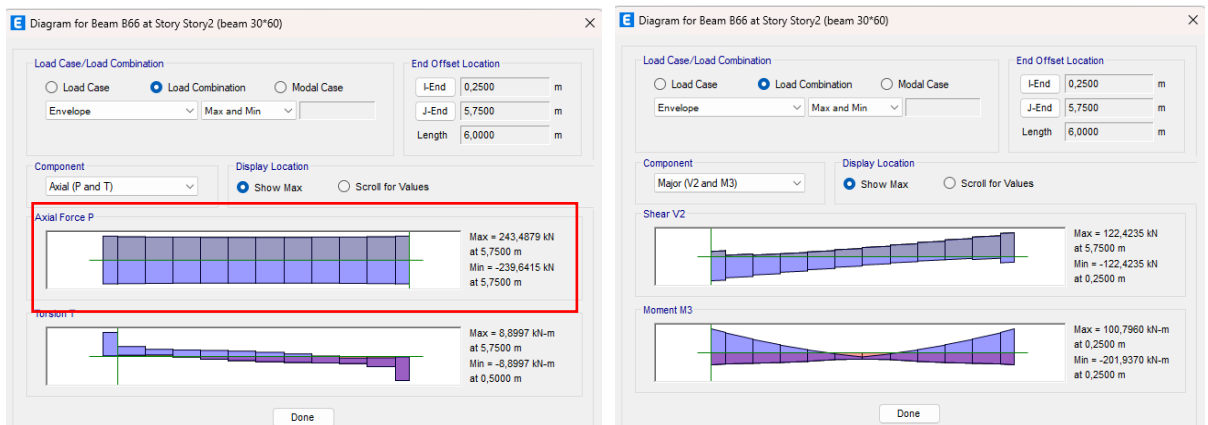 Diagram for Beam B66 at Story Story2 (beam 30*60)
Load Case/Load Combination
Load Case Load Combination Modal Case
Envelope Max and Min
End Offset Location
I-End 0,2500 m
J-End 5,7500 m
Length 6,0000 m
Component
Axial (P and T)
Display Location
Show Max Scroll for Values
Axial Force P
Max = 243,4879 kN
at 5,7500 m
Min = -239,6415 kN
at 5,7500 m
Torsion T
Max = 8,8997 kN-m
at 5,7500 m
Min = -8,8997 kN-m
at 0,5000 m
Done
Diagram for Beam B66 at Story Story2 (beam 30*60)
Load Case/Load Combination
Load Case Load Combination Modal Case
Envelope Max and Min
End Offset Location
I-End 0,2500 m
J-End 5,7500 m
Length 6,0000 m
Component
Major (V2 and M3)
Display Location
Show Max Scroll for Values
Shear V2
Max = 122,4235 kN
at 5,7500 m
Min = -122,4235 kN
at 0,2500 m
Moment M3
Max = 100,7960 kN-m
at 0,2500 m
Min = -201,9370 kN-m
at 0,2500 m
Done